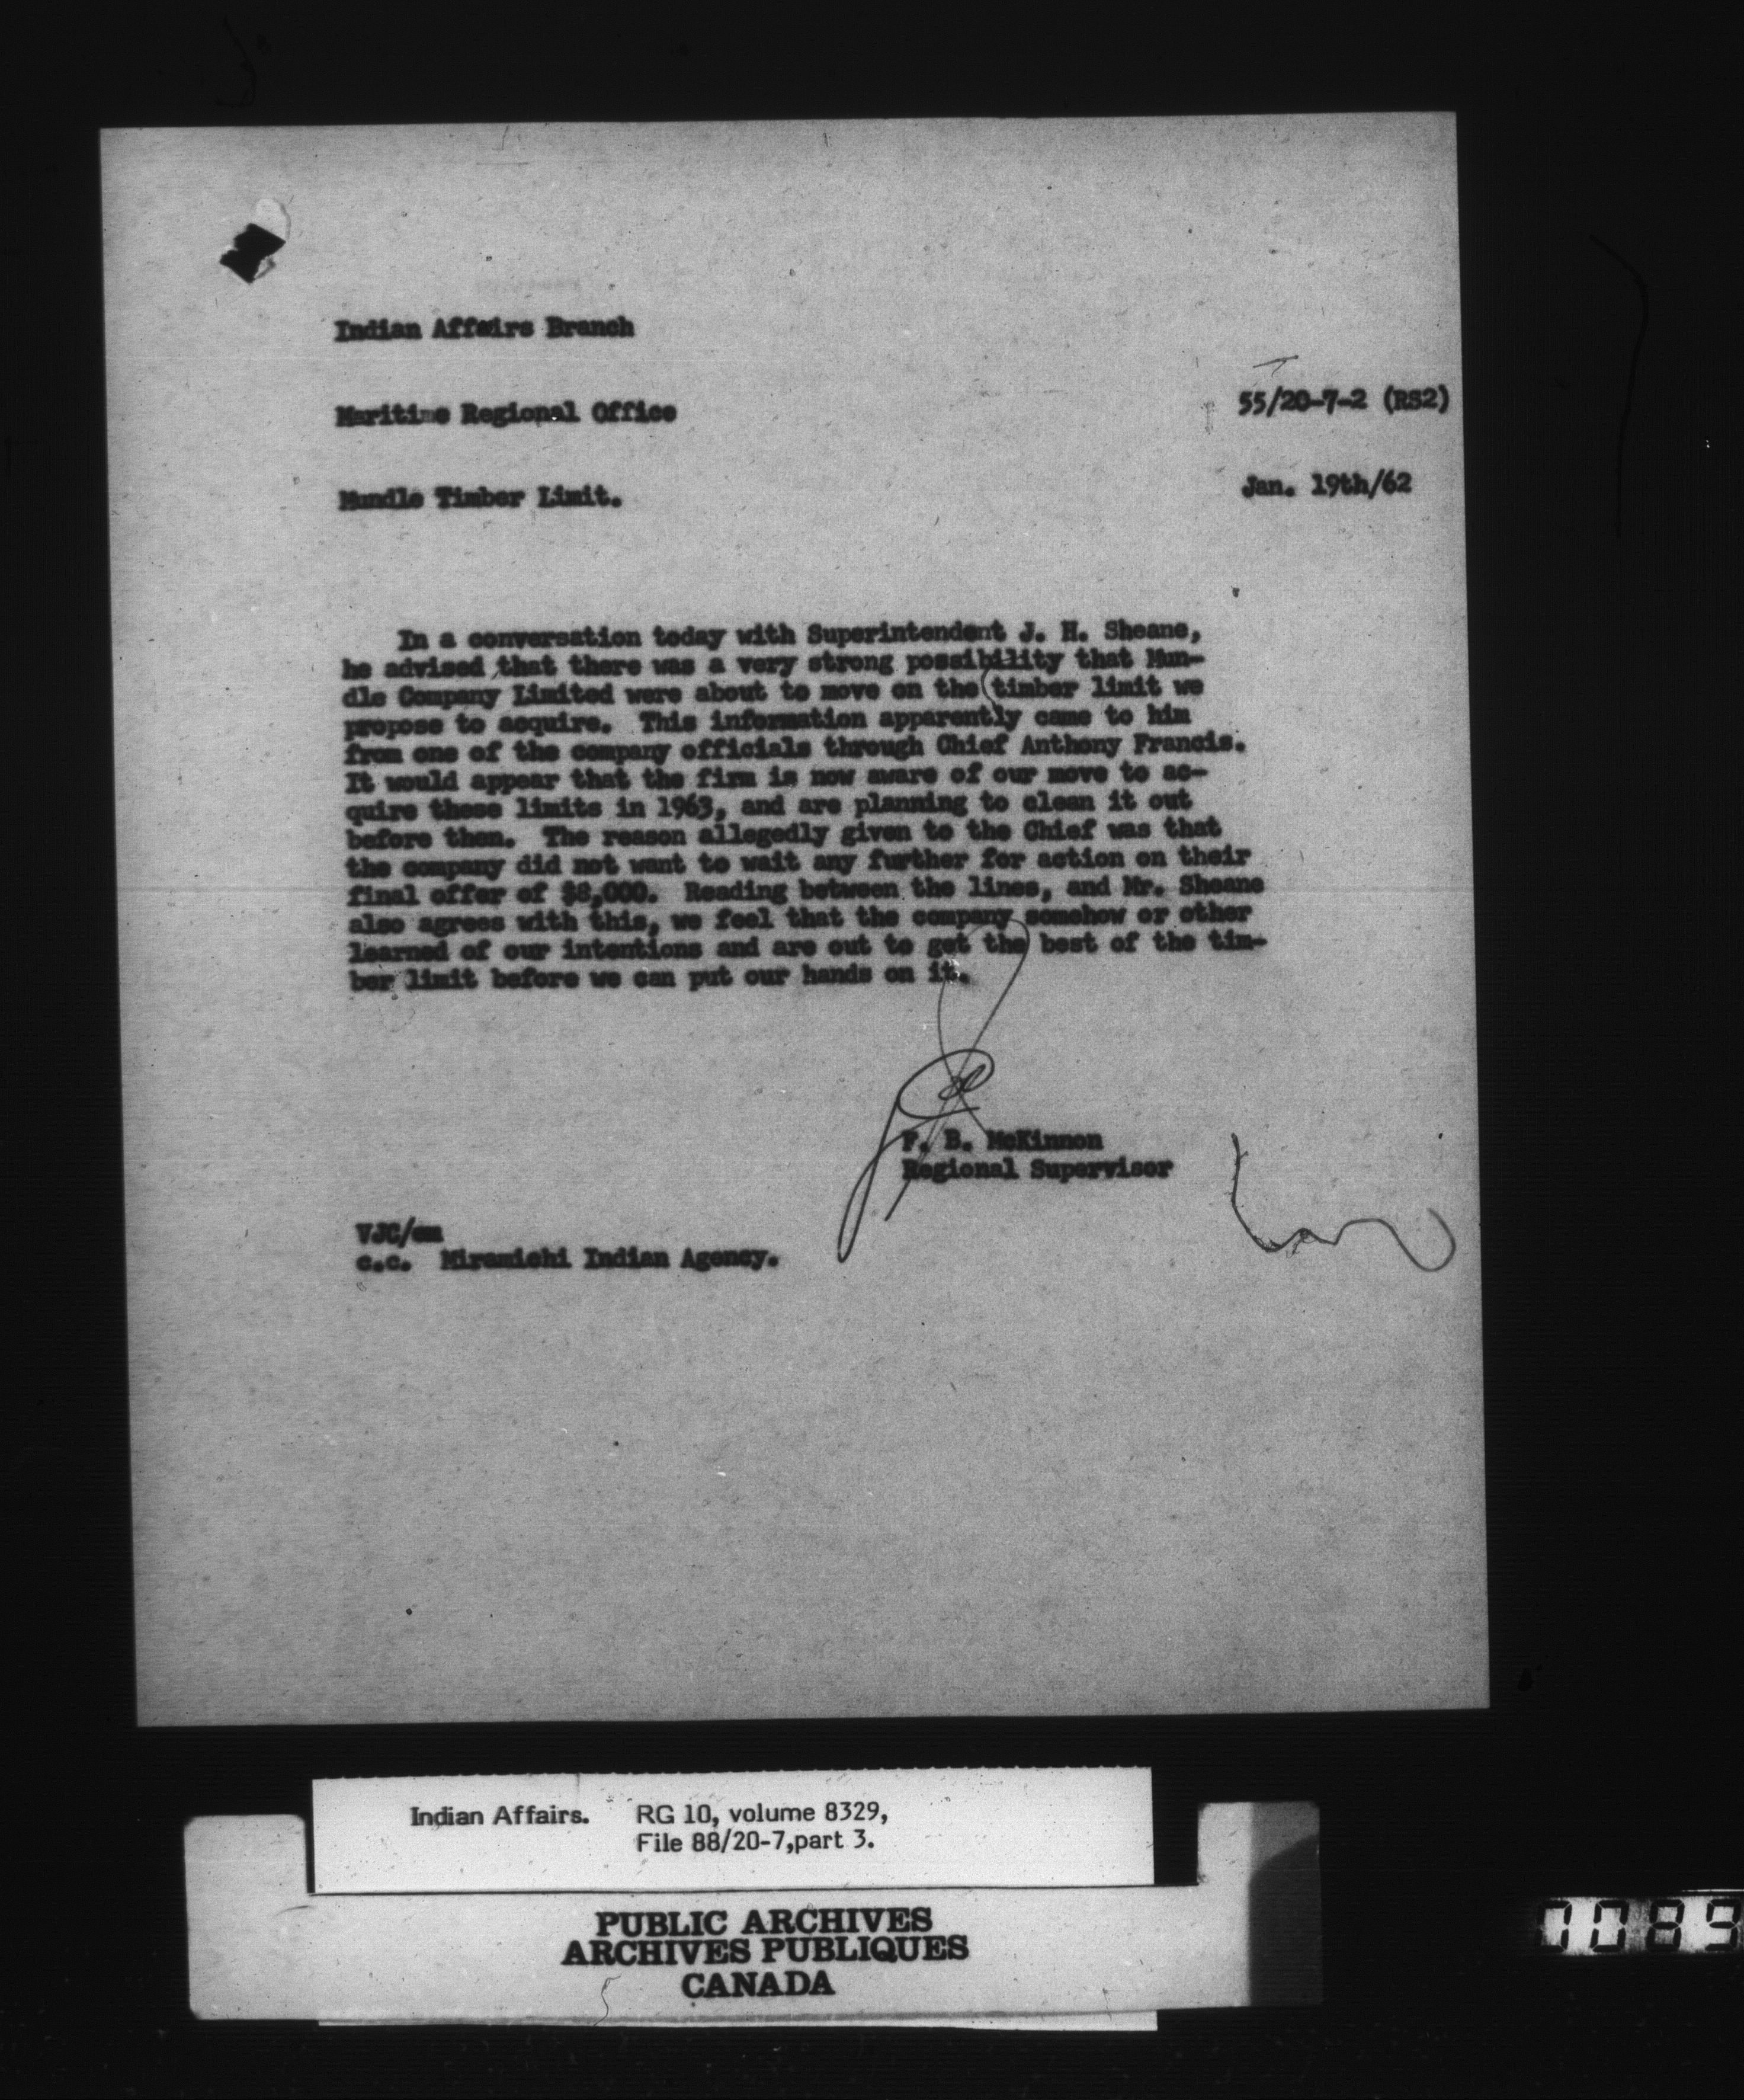 Indian Affairs Branch
55/20-7-2 (RS2)
Maritime Regional Office
Jan. 19th/62
Mundle Timber Limit.
In a conversation today with Superintendent J. H. Sheane,
he advised that there was a very strong possibility that Mun-
dle Company Limited were about to move on the timber limit we
propose to acquire. This information apparently came to him
from one of the company officials through Chief Anthony Francis.
It would appear that the firm is now aware of our move to ac-
quire these limits in 1963, and are planning to clean it out
before then. The reason allegedly given to the Chief was that
the company did not want to wait any further for action on their
final offer of $8,000. Reading between the lines, and Mr. Sheane
also agrees with this, we feel that the company somehow or other
learned of our intentions and are out to get the best of the tim-
ber limit before we can put our hands on it.
F. B. McKinnon
Regional Supervisor
VJC/em
c.c. Miramichi Indian Agency.
Indian Affairs. RG 10, volume 8329,
File 88/20-7,part 3.
PUBLIC ARCHIVES
ARCHIVES PUBLIQUES
CANADA